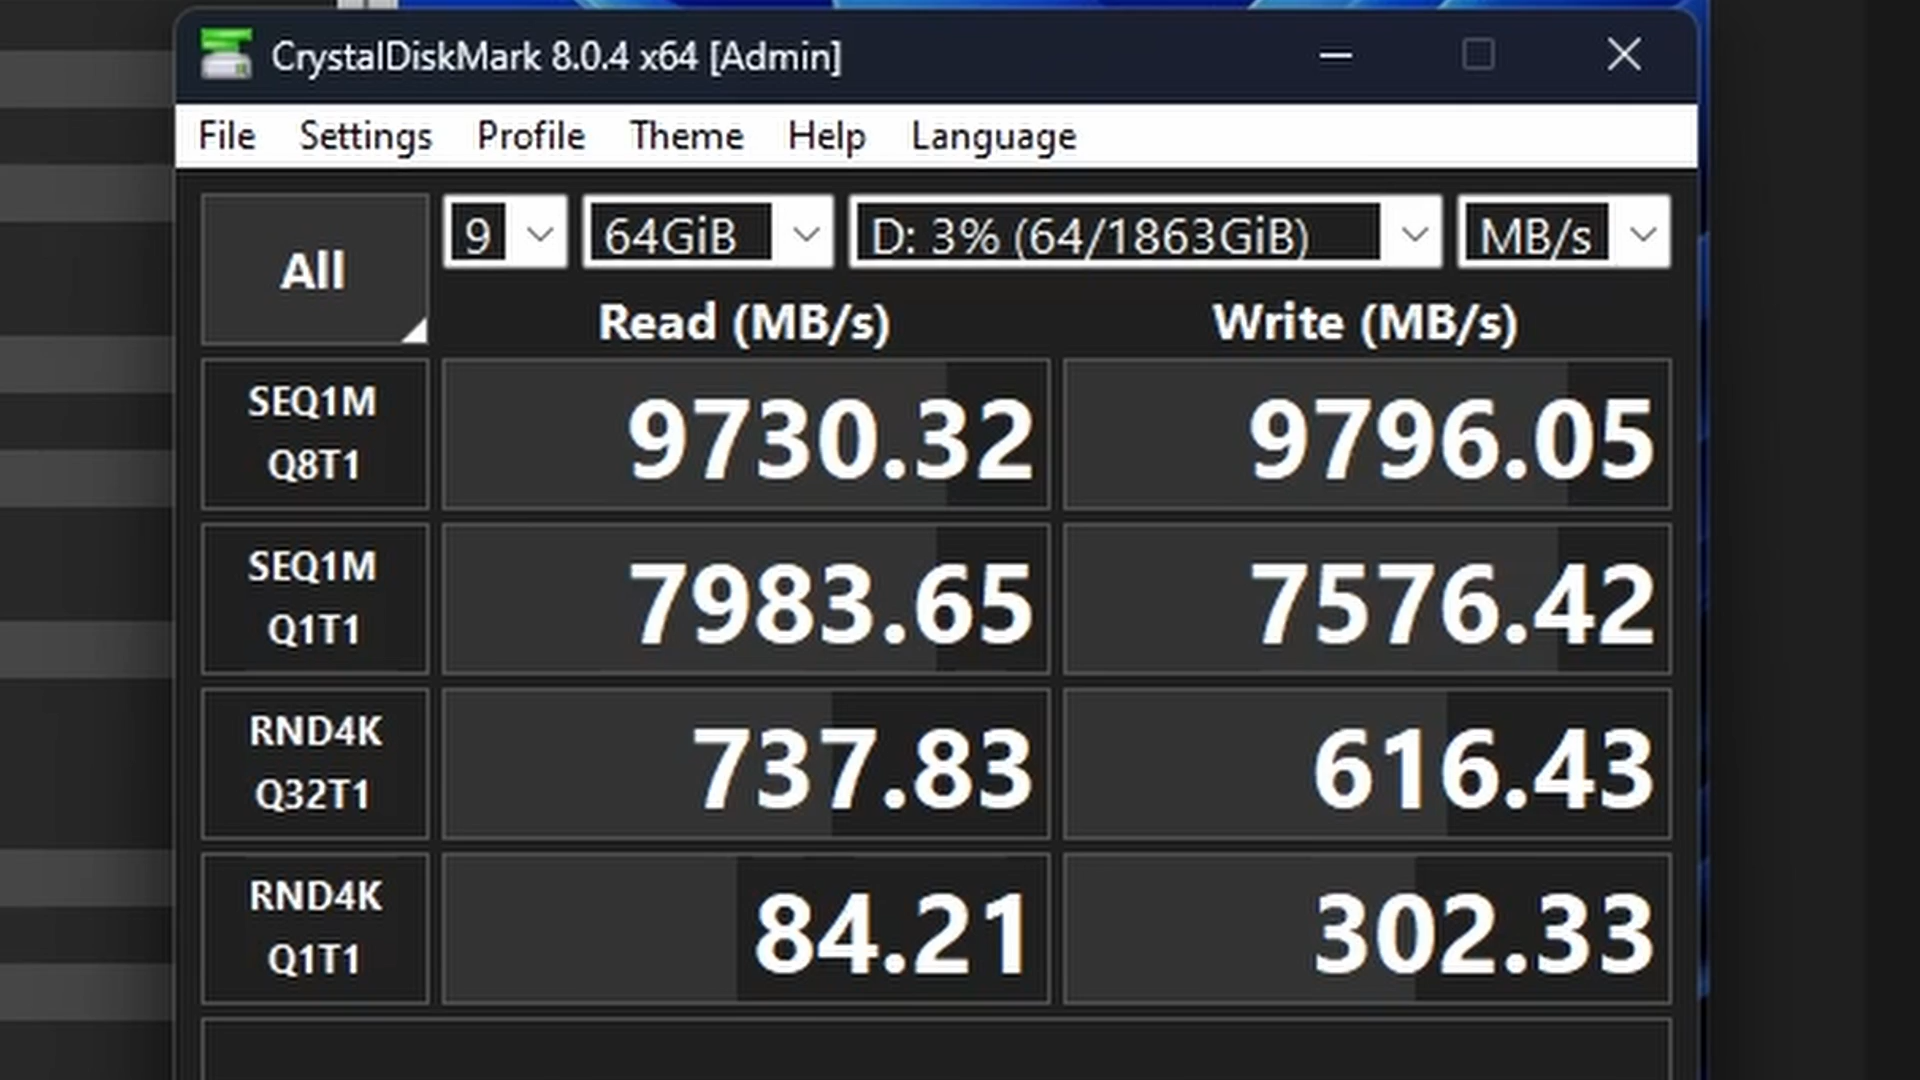 CrystalDiskMark 8.0.4 x64 [Admin]
File Settings Profile Theme Help Language
All
9 64GiB D: 3% (64/1863GiB) MB/s
Read (MB/s) Write (MB/s)
SEQ1M
Q8T1
9730.32 9796.05
SEQ1M
Q1T1
7983.65 7576.42
RND4K
Q32T1
737.83 616.43
RND4K
Q1T1
84.21 302.33